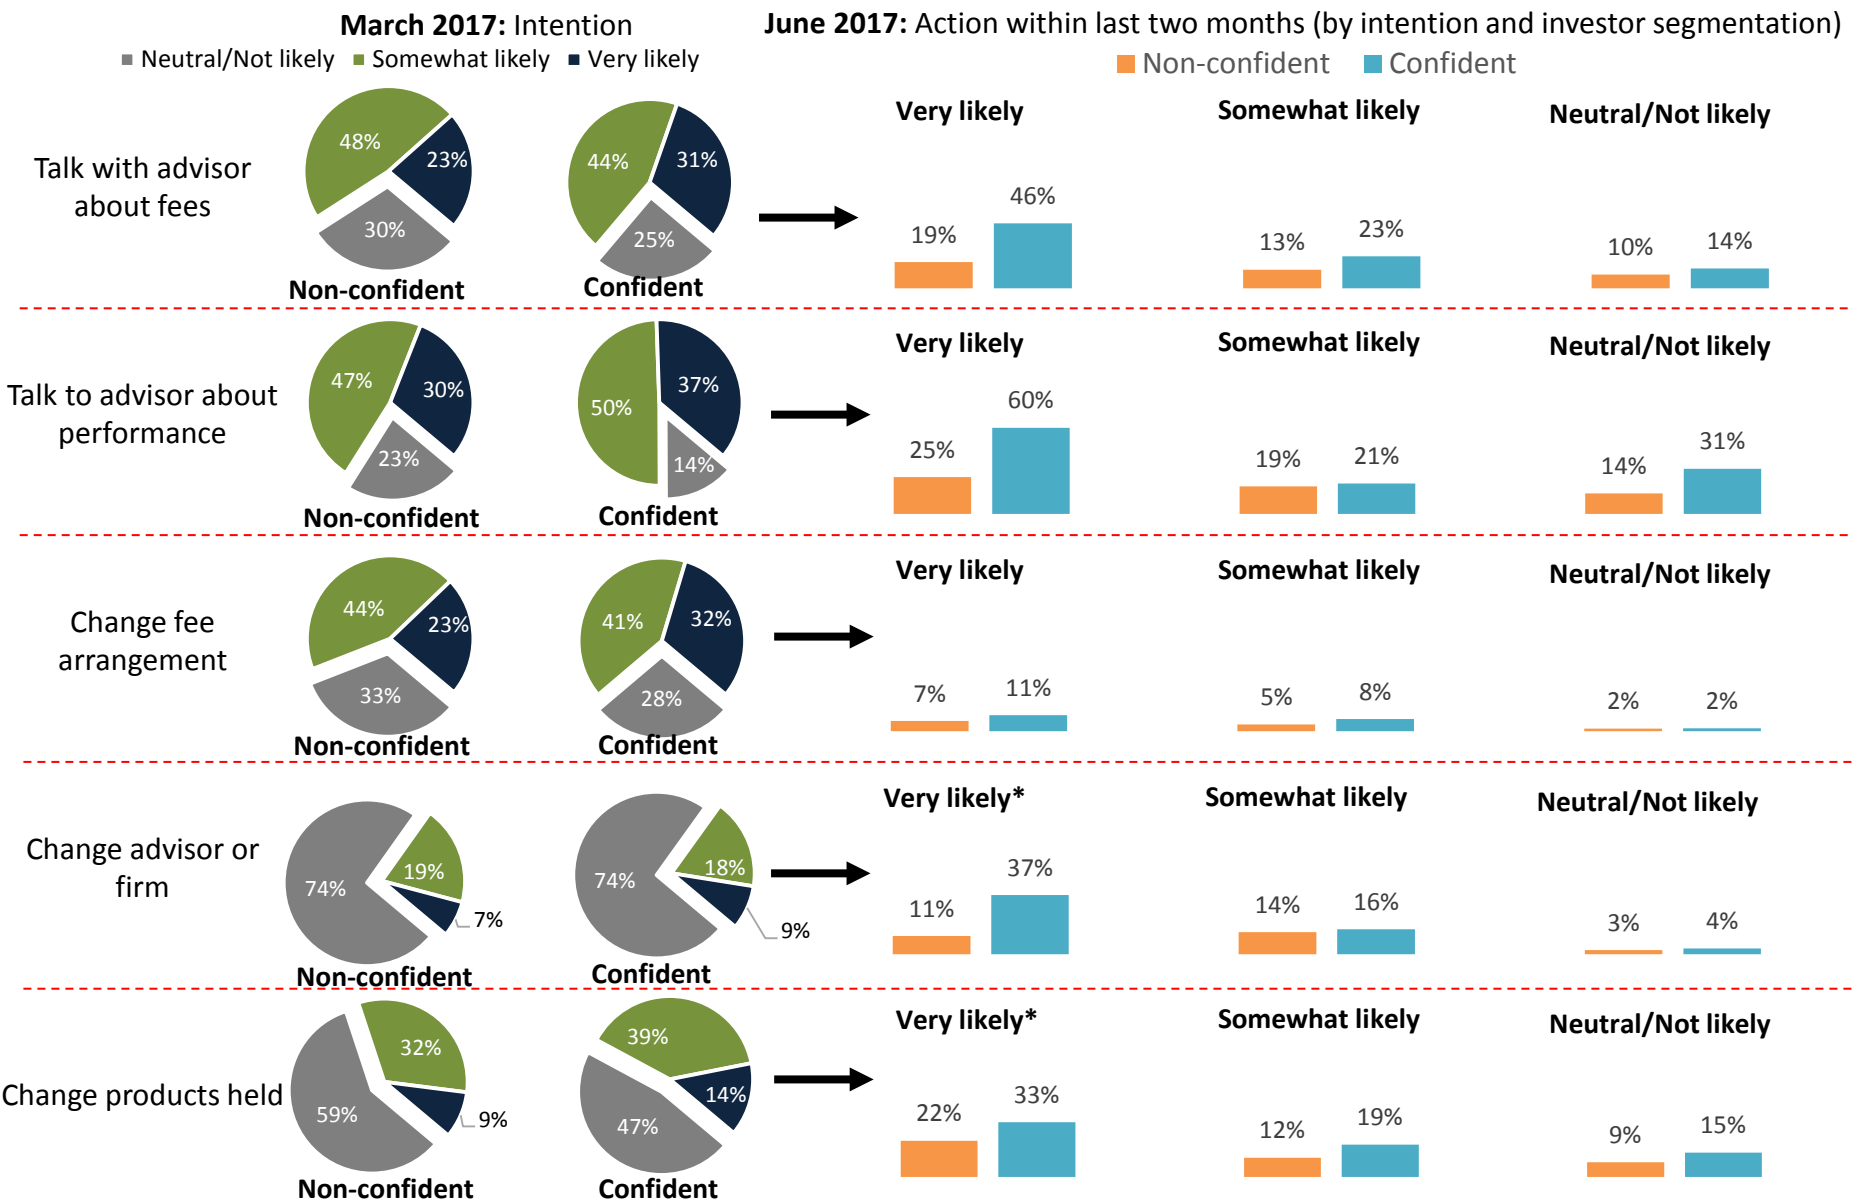 March 2017: Intention
June 2017: Action within last two months (by intention and investor segmentation)
Neutral/Not likely Somewhat likely Very likely
Non-confident Confident
Talk with advisor
about fees
48%
23%
30%
Non-confident
44%
31%
25%
Confident
Very likely
19%
46%
Somewhat likely
13%
23%
Neutral/Not likely
10%
14%
Talk to advisor about
performance
47%
30%
23%
Non-confident
50%
37%
14%
Confident
Very likely
25%
60%
Somewhat likely
19%
21%
Neutral/Not likely
14%
31%
Change fee
arrangement
44%
23%
33%
Non-confident
41%
32%
28%
Confident
Very likely
7%
11%
Somewhat likely
5%
8%
Neutral/Not likely
2%
2%
Change advisor or
firm
74%
19%
7%
Non-confident
74%
18%
9%
Confident
Very likely*
11%
37%
Somewhat likely
14%
16%
Neutral/Not likely
3%
4%
Change products held
59%
32%
9%
Non-confident
39%
14%
47%
Confident
Very likely*
22%
33%
Somewhat likely
12%
19%
Neutral/Not likely
9%
15%